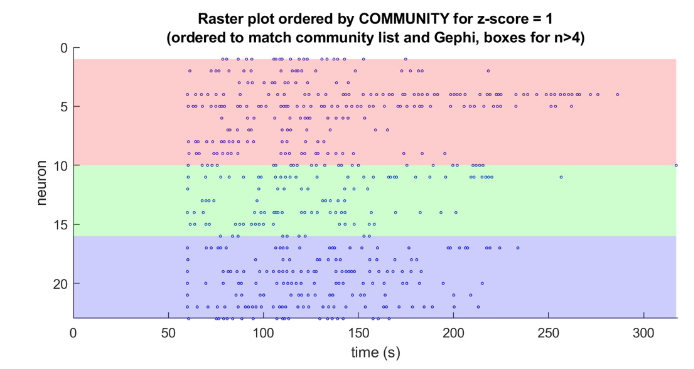 Raster plot ordered by COMMUNITY for z-score = 1
(ordered to match community list and Gephi, boxes for n>4)
0
5
10
15
20
neuron
0 50 100 150 200 250 300
time (s)